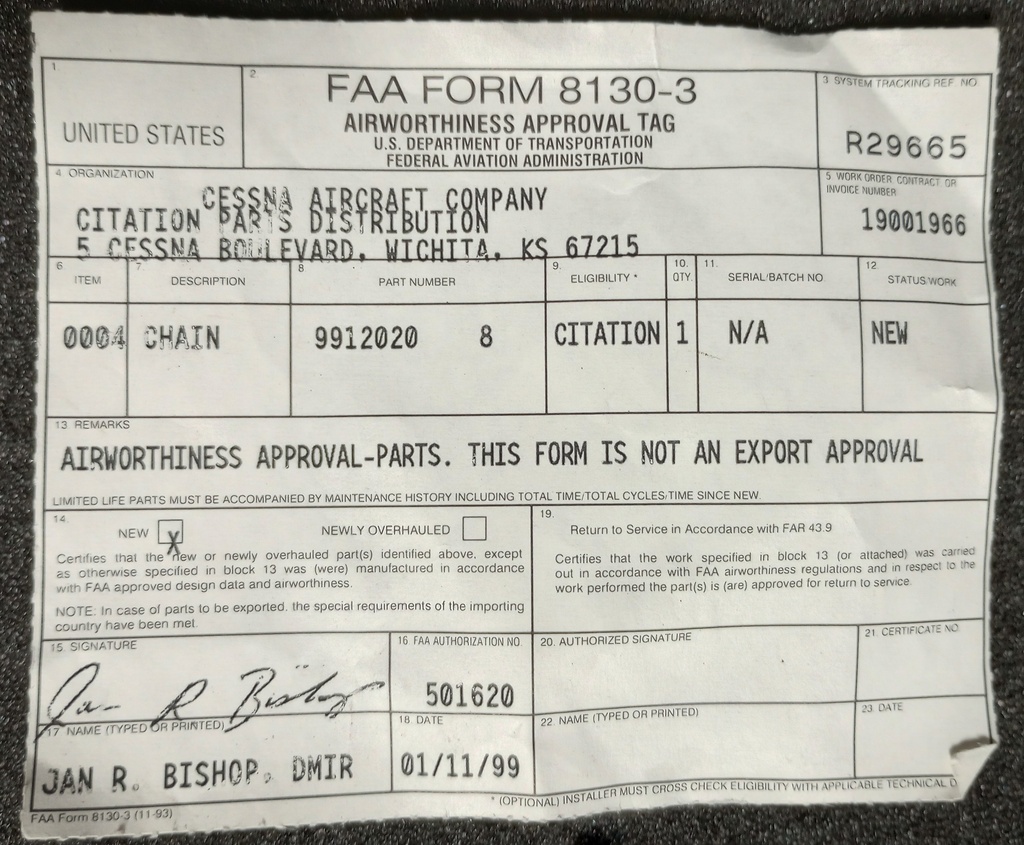 1
UNITED STATES
2
FAA FORM 8130-3
AIRWORTHINESS APPROVAL TAG
U.S. DEPARTMENT OF TRANSPORTATION
FEDERAL AVIATION ADMINISTRATION
3 SYSTEM TRACKING REF. NO.
R29665
4 ORGANIZATION
CESSNA AIRCRAFT COMPANY
CITATION PARTS DISTRIBUTION
5 CESSNA BOULEVARD, WICHITA, KS 67215
5. WORK ORDER, CONTRACT OR
INVOICE NUMBER
19001966
6. ITEM
7 DESCRIPTION
8 PART NUMBER
9. ELIGIBILITY *
10. QTY.
11. SERIAL/BATCH NO.
12. STATUS/WORK
0004 CHAIN 9912020 8 CITATION 1 N/A NEW
13 REMARKS
AIRWORTHINESS APPROVAL-PARTS. THIS FORM IS NOT AN EXPORT APPROVAL
LIMITED LIFE PARTS MUST BE ACCOMPANIED BY MAINTENANCE HISTORY INCLUDING TOTAL TIME/TOTAL CYCLES/TIME SINCE NEW.
14.
NEW X NEWLY OVERHAULED
Certifies that the new or newly overhauled part(s) identified above, except
as otherwise specified in block 13 was (were) manufactured in accordance
with FAA approved design data and airworthiness.
NOTE: In case of parts to be exported, the special requirements of the importing
country have been met.
19.
Return to Service in Accordance with FAR 43.9
Certifies that the work specified in block 13 (or attached) was carried
out in accordance with FAA airworthiness regulations and in respect to the
work performed the part(s) is (are) approved for return to service.
15. SIGNATURE
Jan R Bishop
16. FAA AUTHORIZATION NO.
501620
20. AUTHORIZED SIGNATURE
21. CERTIFICATE NO.
17 NAME (TYPED OR PRINTED)
JAN R. BISHOP, DMIR
18. DATE
01/11/99
22. NAME (TYPED OR PRINTED)
23. DATE
* (OPTIONAL) INSTALLER MUST CROSS CHECK ELIGIBILITY WITH APPLICABLE TECHNICAL D
FAA Form 8130-3 (11-93)